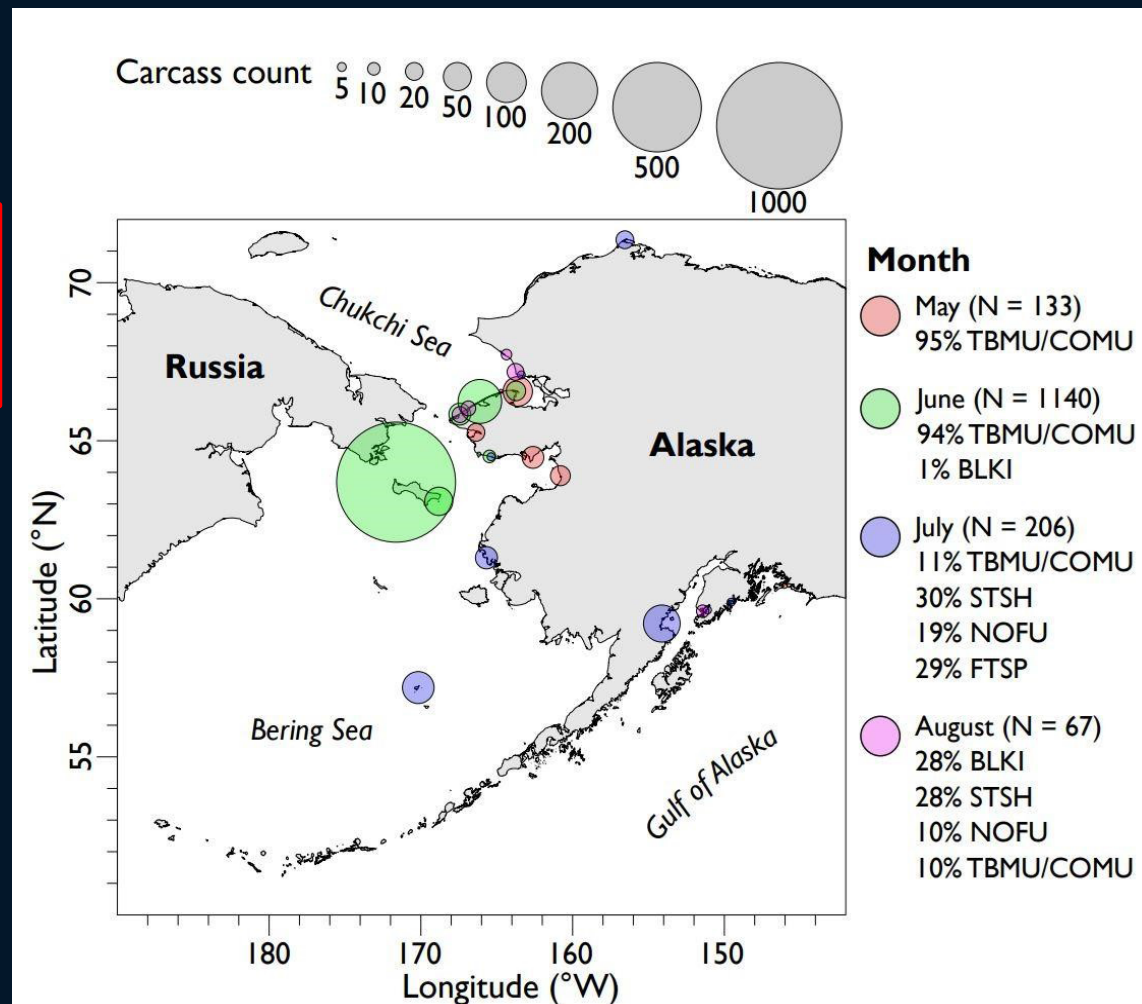 Carcass count
5 10 20 50 100 200 500 1000
Chukchi Sea
Russia
Alaska
Bering Sea
Gulf of Alaska
70
65
60
55
Latitude (°N)
180 170 160 150
Longitude (°W)
Month
May (N = 133)
95% TBMU/COMU
June (N = 1140)
94% TBMU/COMU
1% BLKI
July (N = 206)
11% TBMU/COMU
30% STSH
19% NOFU
29% FTSP
August (N = 67)
28% BLKI
28% STSH
10% NOFU
10% TBMU/COMU